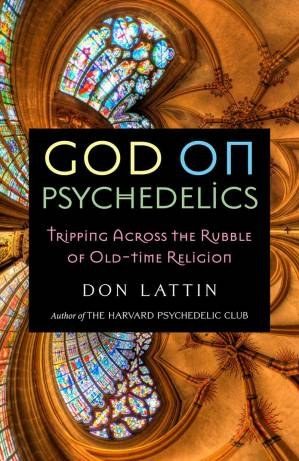 GOD ON
PSYCHEDELICS
TRIPPING ACROSS THE RUBBLE
OF OLD-TIME RELIGION
DON LATTIN
Author of THE HARVARD PSYCHEDELIC CLUB